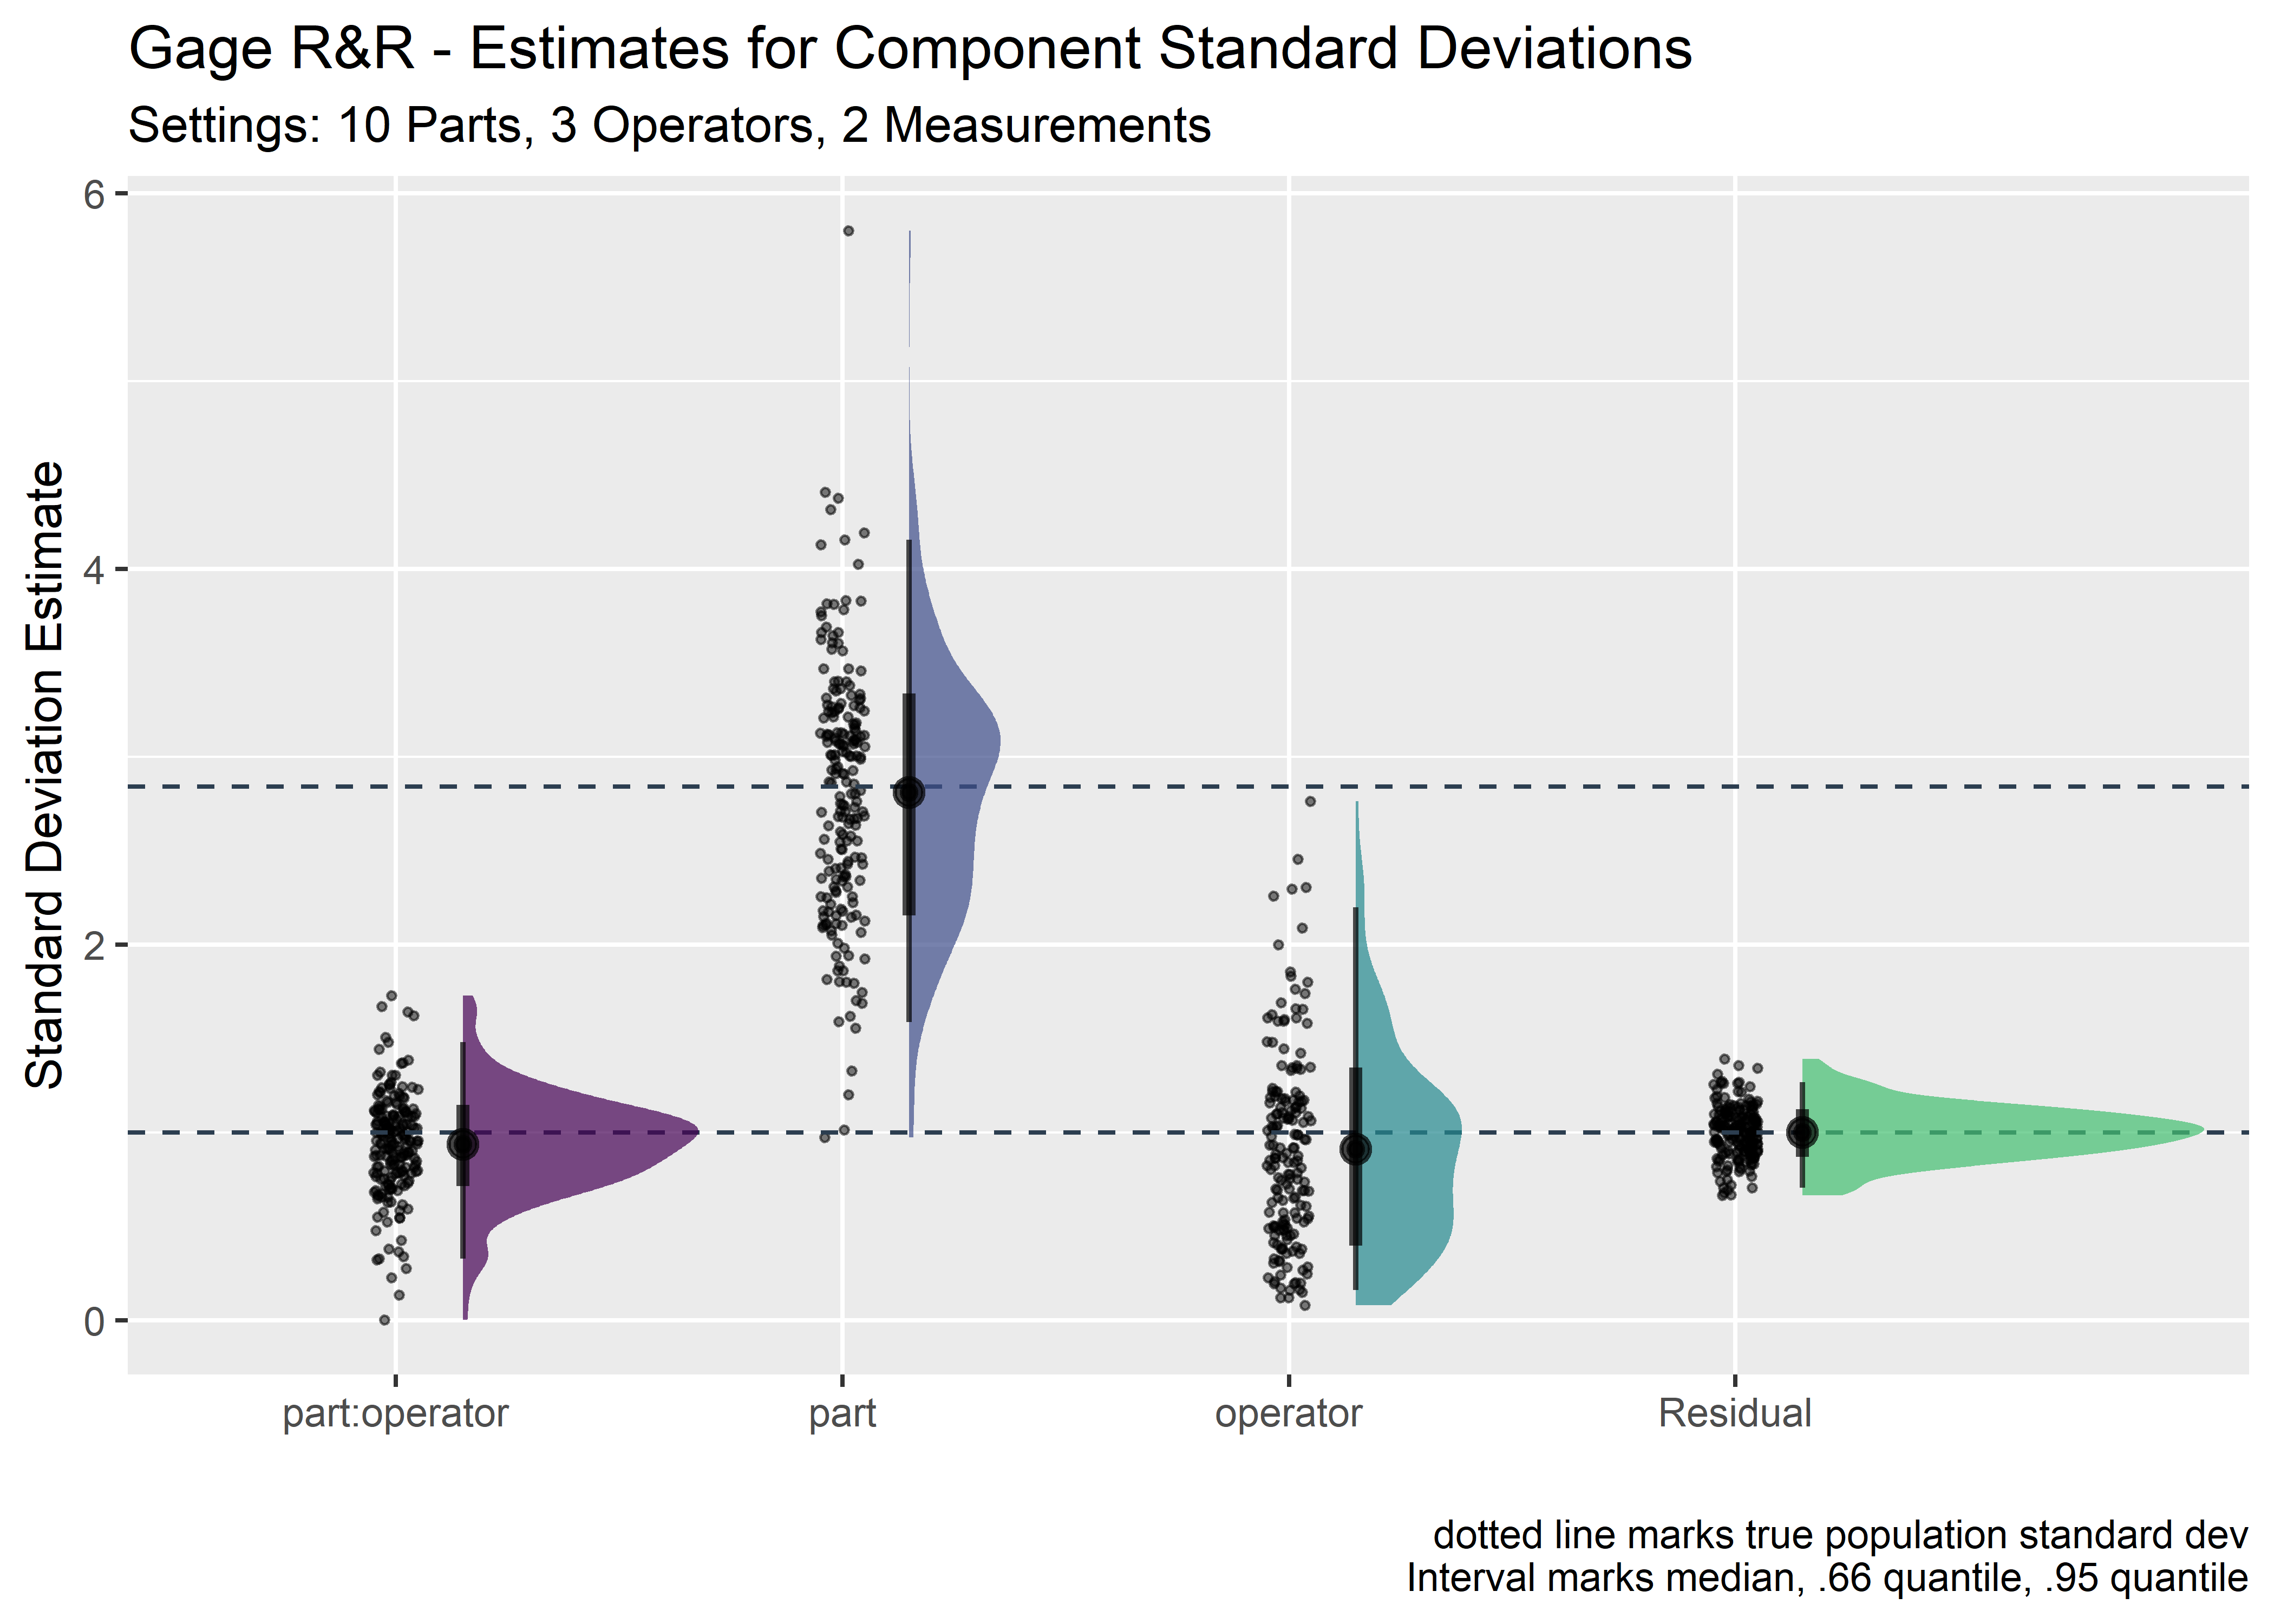 Gage R&R - Estimates for Component Standard Deviations
Settings: 10 Parts, 3 Operators, 2 Measurements
Standard Deviation Estimate
6
4
2
0
part:operator
part
operator
Residual
dotted line marks true population standard dev
Interval marks median, .66 quantile, .95 quantile